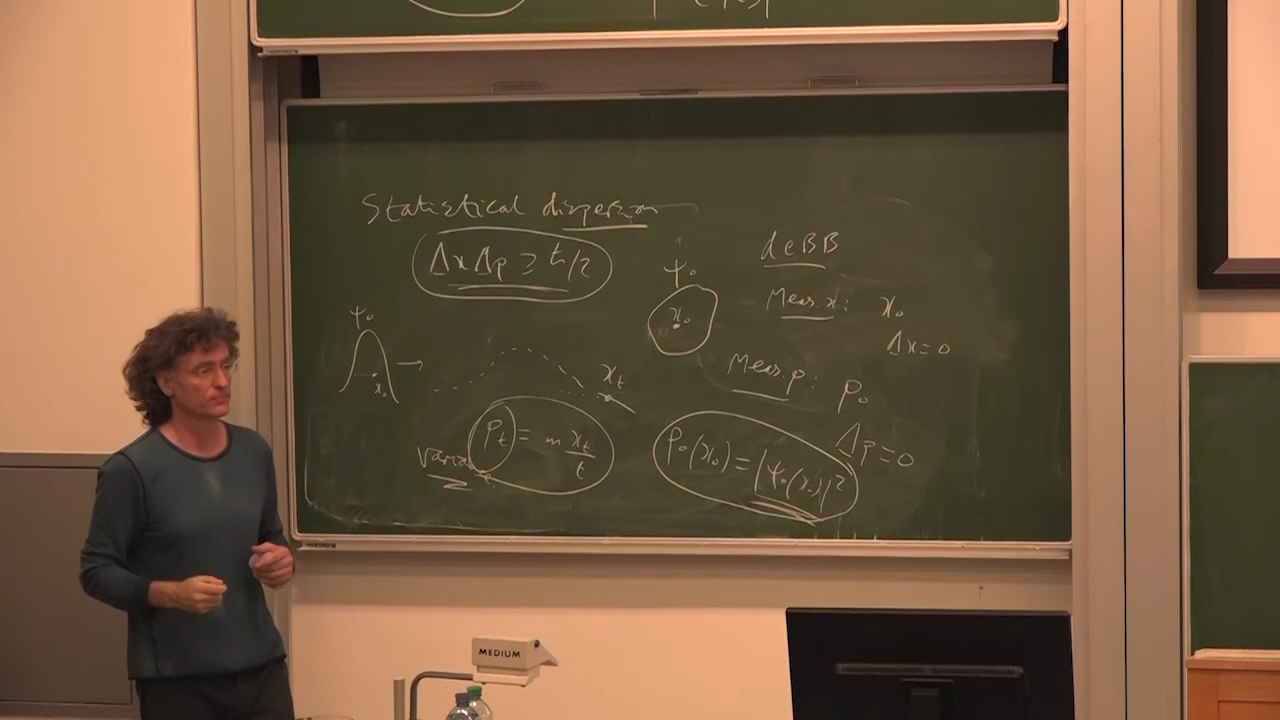 Statistical dispersion
Δx Δp ≥ ħ/2
ψ₀
x₀
x_t
p_t = m x_t / t
ψ₀
x₀
deBB
Meas. x: x₀
Δx = 0
Meas. p: p₀
Δp = 0
ρ₀(x₀) = |ψ₀(x₀)|²
MEDIUM